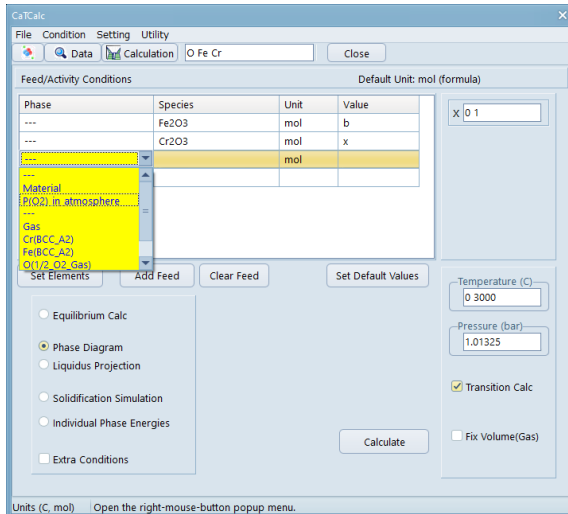 CaTCalc
File Condition Setting Utility
Data Calculation O Fe Cr Close
Feed/Activity Conditions Default Unit: mol (formula)
Phase Species Unit Value
--- Fe2O3 mol b
--- Cr2O3 mol x
--- mol
X 0 1
---
Material
P(O2) in atmosphere
---
Gas
Cr(BCC_A2)
Fe(BCC_A2)
O(1/2_O2_Gas)
Set Elements Add Feed Clear Feed Set Default Values
Temperature (C)
0 3000
Pressure (bar)
1.01325
Equilibrium Calc
Phase Diagram
Liquidus Projection
Solidification Simulation
Individual Phase Energies
Extra Conditions
Transition Calc
Fix Volume(Gas)
Calculate
Units (C, mol) Open the right-mouse-button popup menu.